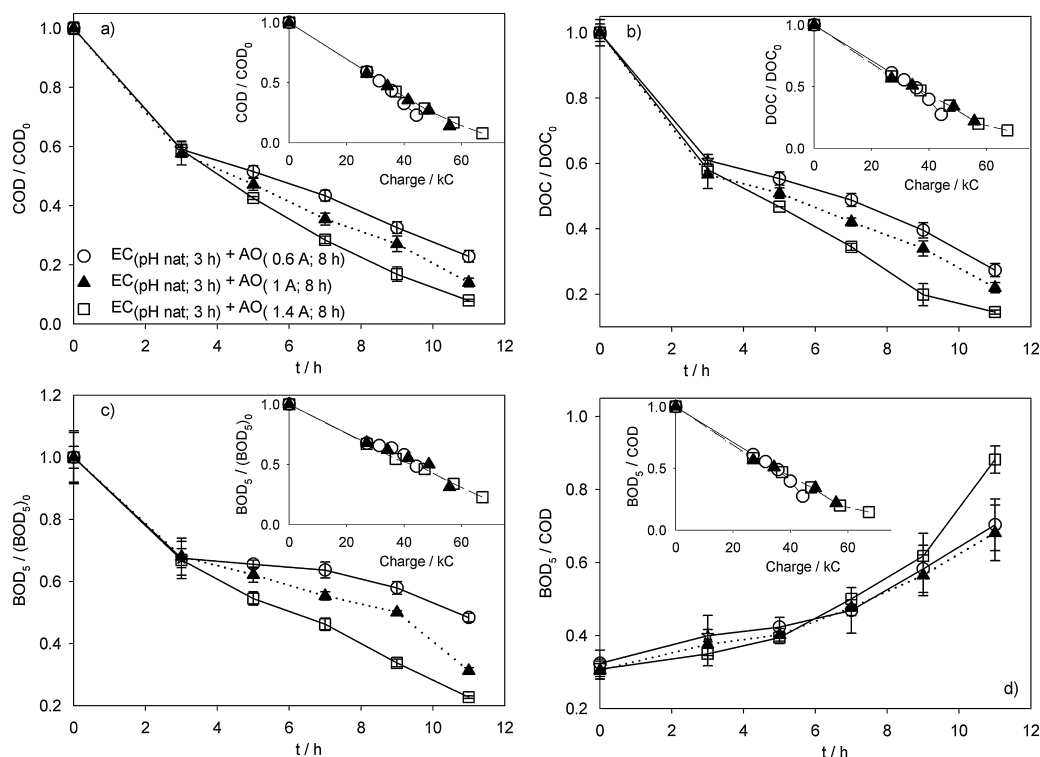 a)
COD / COD0
1.0
0.8
0.6
0.4
0.2
0.0
0 2 4 6 8 10 12
t / h
EC(pH nat; 3 h) + AO( 0.6 A; 8 h)
EC(pH nat; 3 h) + AO( 1 A; 8 h)
EC(pH nat; 3 h) + AO( 1.4 A; 8 h)
COD / COD0
1.0
0.5
0.0
0 20 40 60
Charge / kC
b)
DOC / DOC0
1.0
0.8
0.6
0.4
0.2
0 2 4 6 8 10 12
t / h
DOC / DOC0
1.0
0.5
0.0
0 20 40 60
Charge / kC
c)
BOD5 / (BOD5)0
1.2
1.0
0.8
0.6
0.4
0.2
0 2 4 6 8 10 12
t / h
BOD5 / (BOD5)0
1.0
0.5
0.0
0 20 40 60
Charge / kC
d)
BOD5 / COD
1.0
0.8
0.6
0.4
0.2
0 2 4 6 8 10 12
t / h
BOD5 / COD
1.0
0.5
0.0
0 20 40 60
Charge / kC